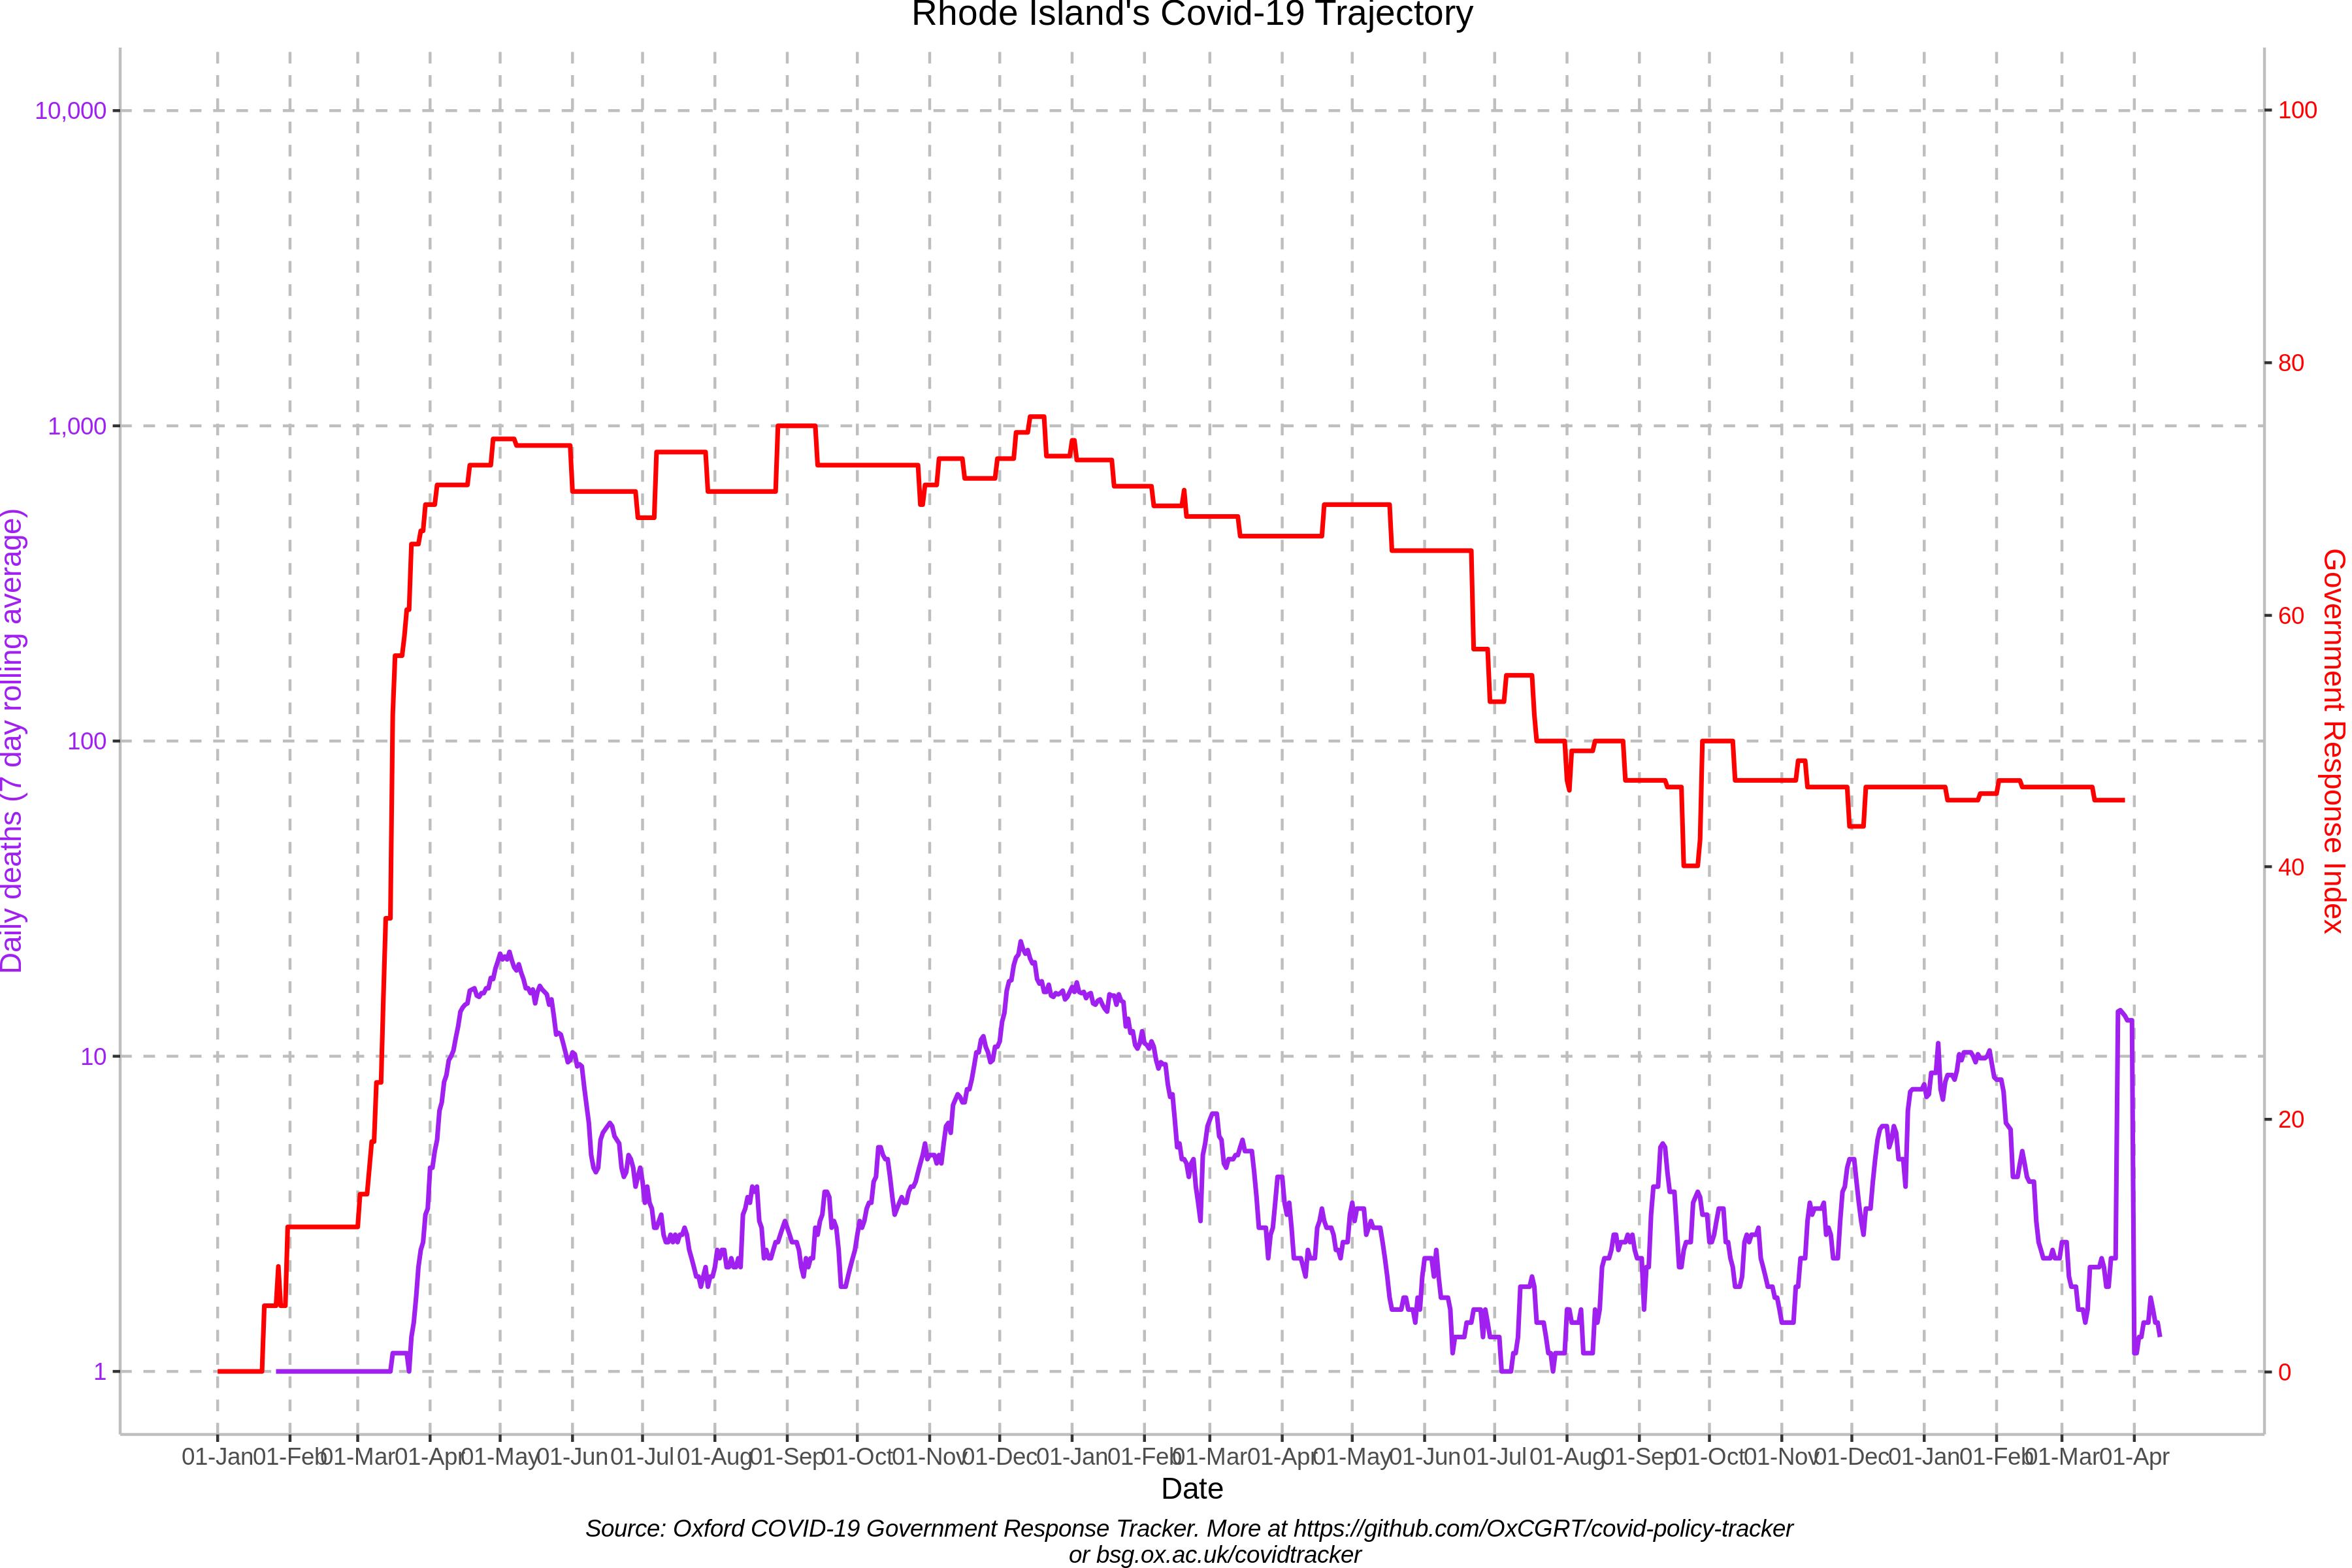 Rhode Island's Covid-19 Trajectory
10,000
1,000
100
10
1
Daily deaths (7 day rolling average)
100
80
60
40
20
0
Government Response Index
01-Jan 01-Feb 01-Mar 01-Apr 01-May 01-Jun 01-Jul 01-Aug 01-Sep 01-Oct 01-Nov 01-Dec 01-Jan 01-Feb 01-Mar 01-Apr 01-May 01-Jun 01-Jul 01-Aug 01-Sep 01-Oct 01-Nov 01-Dec 01-Jan 01-Feb 01-Mar 01-Apr
Date
Source: Oxford COVID-19 Government Response Tracker. More at https://github.com/OxCGRT/covid-policy-tracker
or bsg.ox.ac.uk/covidtracker